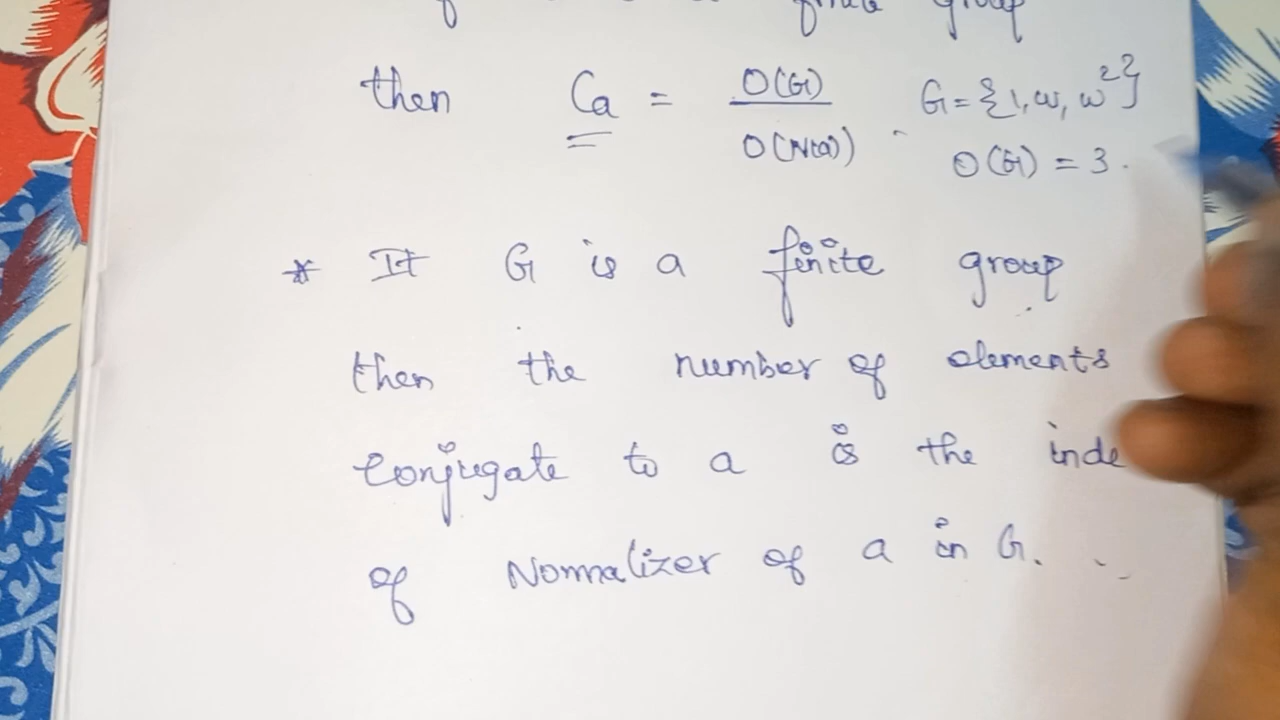 group
then Ca = O(G) / O(N(a)) G = {1, ω, ω²}
O(G) = 3.
* If G is a finite group
then the number of elements
conjugate to a is the inde
of Normalizer of a in G.